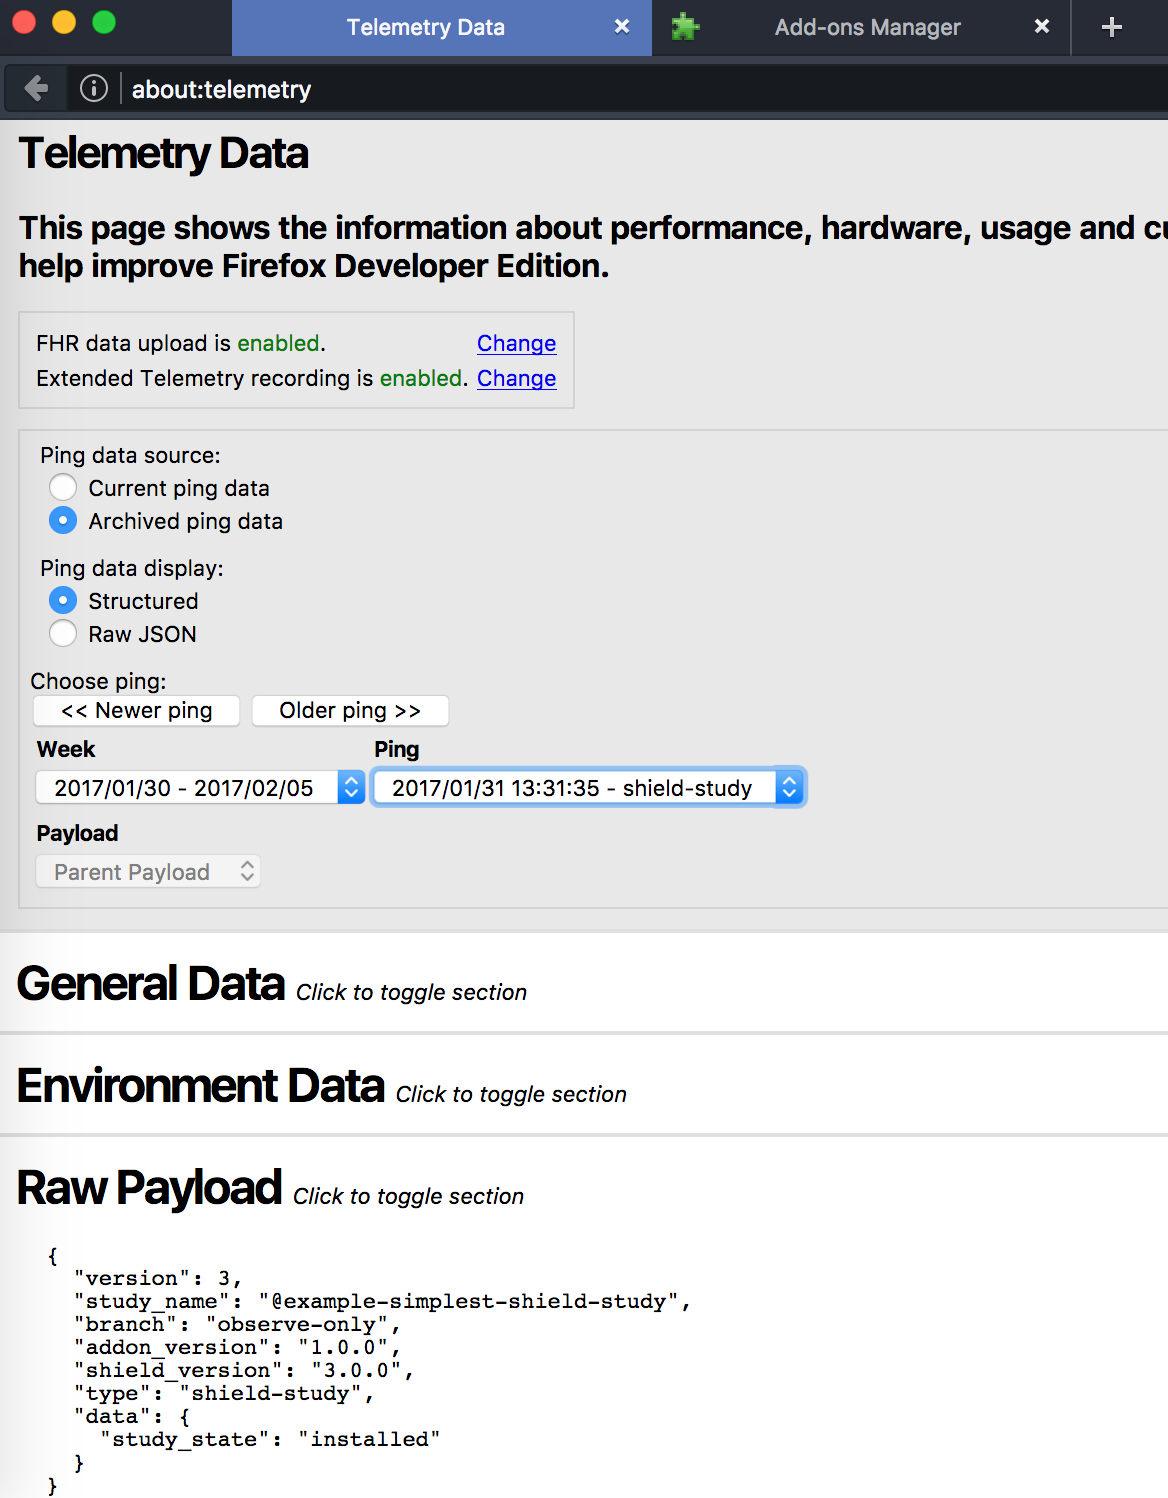 Telemetry Data
Add-ons Manager
about:telemetry
Telemetry Data
This page shows the information about performance, hardware, usage and
help improve Firefox Developer Edition.
FHR data upload is enabled. Change
Extended Telemetry recording is enabled. Change
Ping data source:
Current ping data
Archived ping data
Ping data display:
Structured
Raw JSON
Choose ping:
<< Newer ping Older ping >>
Week Ping
2017/01/30 - 2017/02/05 2017/01/31 13:31:35 - shield-study
Payload
Parent Payload
General Data Click to toggle section
Environment Data Click to toggle section
Raw Payload Click to toggle section
{
"version": 3,
"study_name": "@example-simplest-shield-study",
"branch": "observe-only",
"addon_version": "1.0.0",
"shield_version": "3.0.0",
"type": "shield-study",
"data": {
"study_state": "installed"
}
}